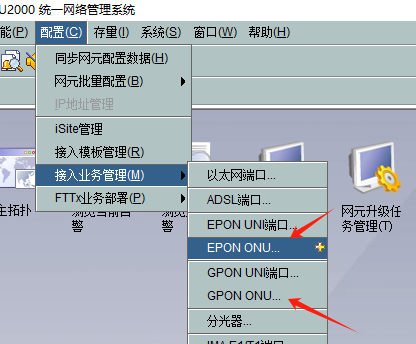 U2000 统一网络管理系统
能(P) 配置(C) 存量(I) 系统(S) 窗口(W) 帮助(H)
同步网元配置数据(H)
网元批量配置(B)
IP地址管理
iSite管理
接入模板管理(R)
接入业务管理(M)
FTTx业务部署(P)
以太网端口...
ADSL端口...
EPON UNI端口...
EPON ONU...
GPON UNI端口...
GPON ONU...
分光器...
IMA E1/T1端口
主拓扑
浏览当前告警
网元升级任务管理(T)